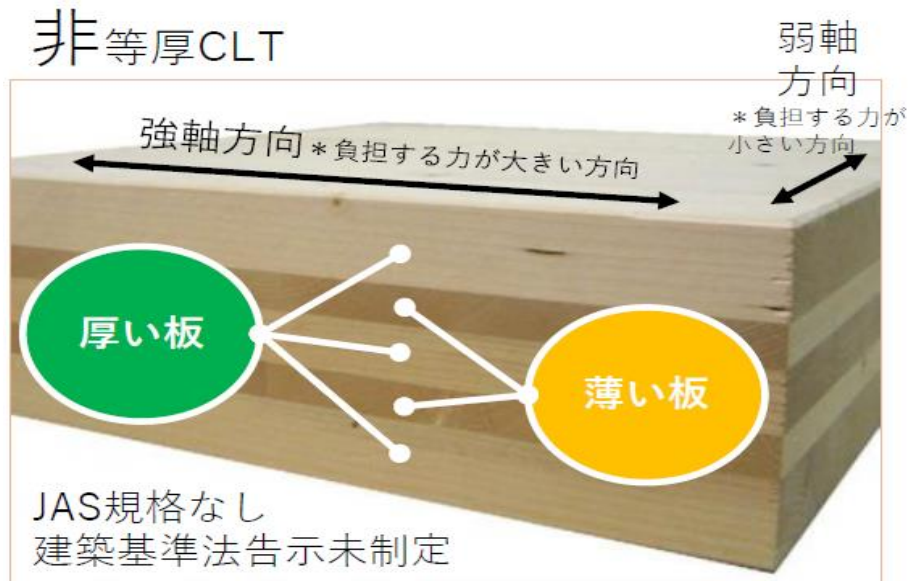 非等厚CLT
弱軸
方向
*負担する力が
小さい方向
強軸方向*負担する力が大きい方向
厚い板
薄い板
JAS規格なし
建築基準法告示未制定